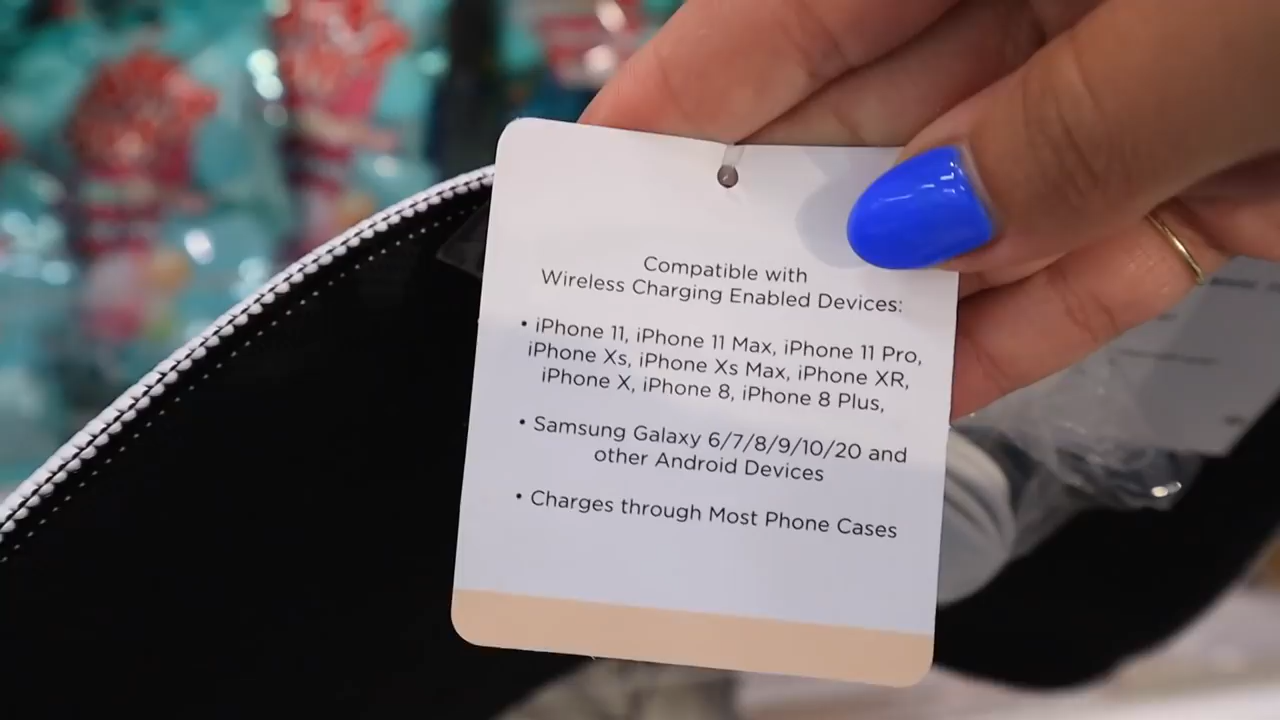 Compatible with
Wireless Charging Enabled Devices:
• iPhone 11, iPhone 11 Max, iPhone 11 Pro,
iPhone Xs, iPhone Xs Max, iPhone XR,
iPhone X, iPhone 8, iPhone 8 Plus,
• Samsung Galaxy 6/7/8/9/10/20 and
other Android Devices
• Charges through Most Phone Cases